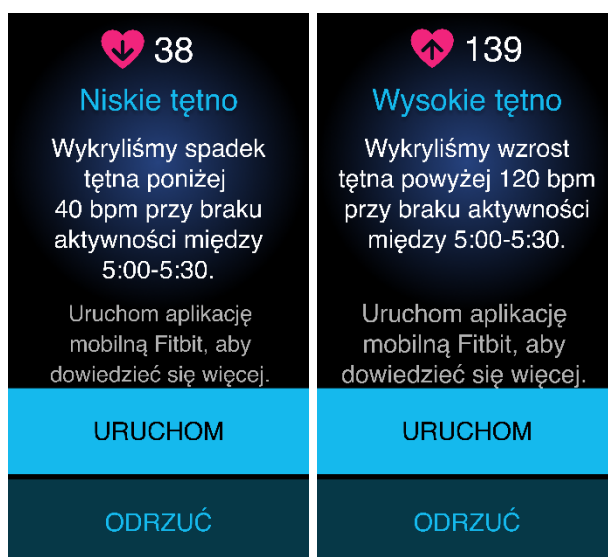 38
Niskie tętno
Wykryliśmy spadek
tętna poniżej
40 bpm przy braku
aktywności między
5:00-5:30.
Uruchom aplikację
mobilną Fitbit, aby
dowiedzieć się więcej.
URUCHOM
ODRZUĆ
139
Wysokie tętno
Wykryliśmy wzrost
tętna powyżej 120 bpm
przy braku aktywności
między 5:00-5:30.
Uruchom aplikację
mobilną Fitbit, aby
dowiedzieć się więcej.
URUCHOM
ODRZUĆ